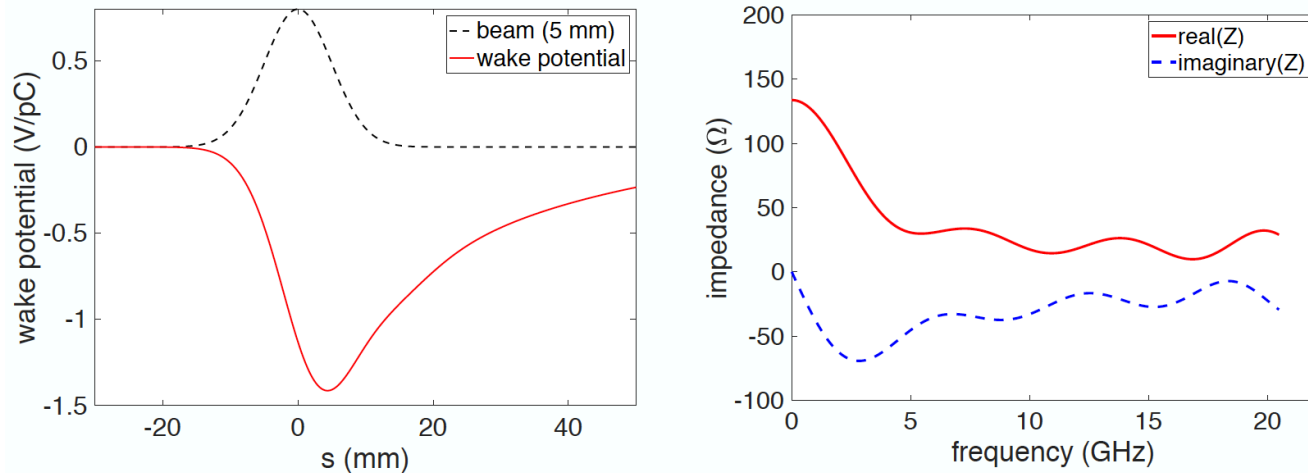 beam (5 mm)
wake potential
wake potential (V/pC)
0.5
0
-0.5
-1
-1.5
-20
0
20
40
s (mm)
real(Z)
imaginary(Z)
impedance (Ω)
200
150
100
50
0
-50
-100
0
5
10
15
20
frequency (GHz)